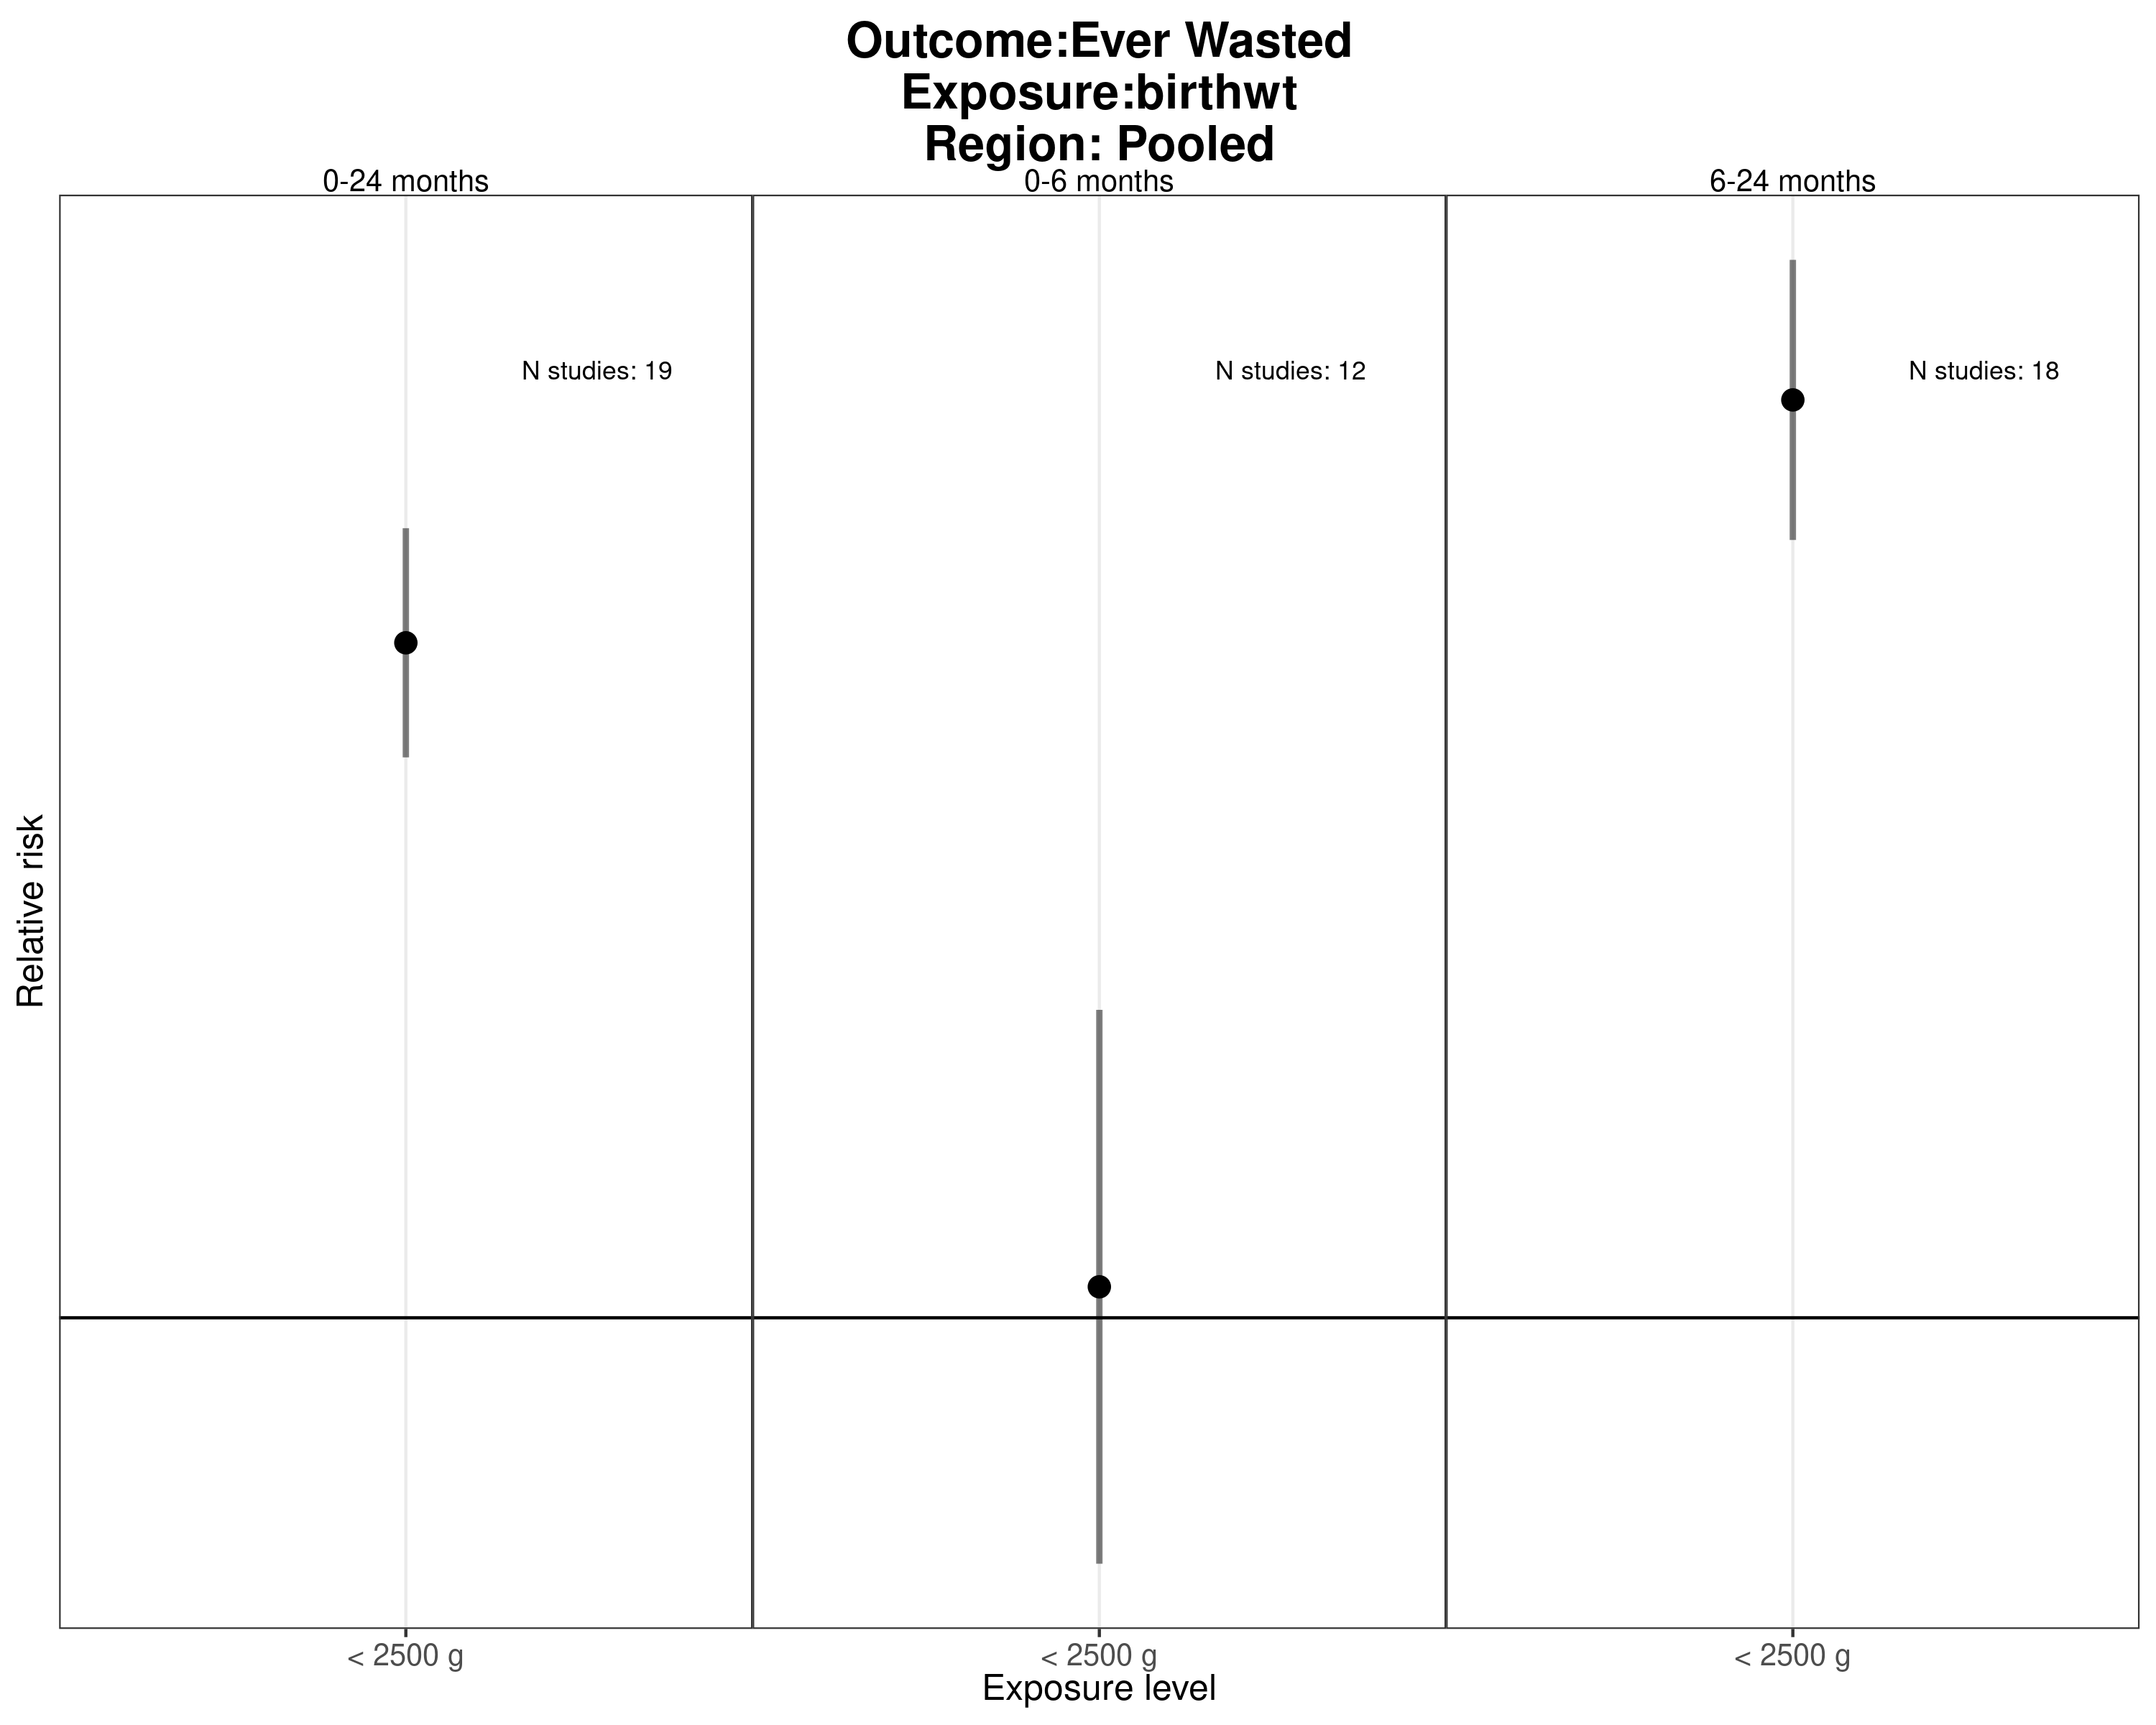 Outcome:Ever Wasted
Exposure:birthwt
Region: Pooled
0-24 months
0-6 months
6-24 months
N studies: 19
N studies: 12
N studies: 18
Relative risk
< 2500 g
< 2500 g
< 2500 g
Exposure level